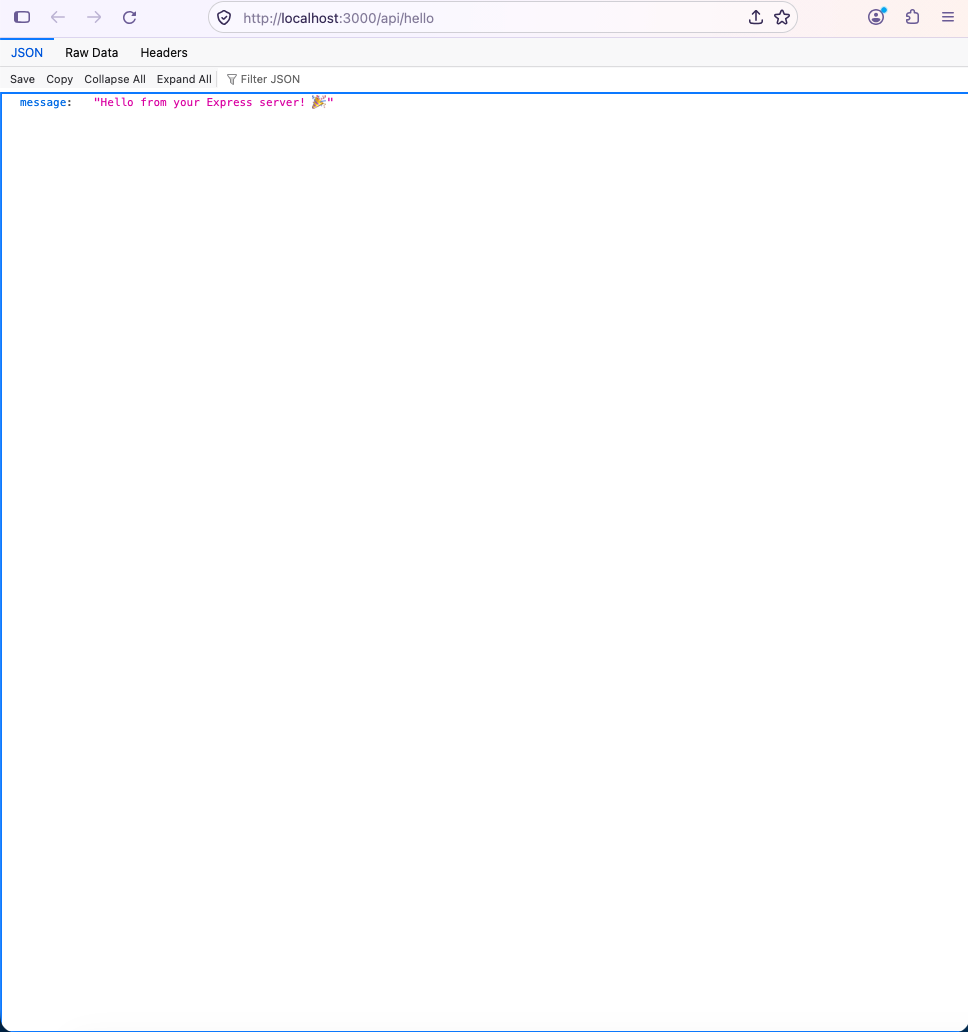 http://localhost:3000/api/hello
JSON Raw Data Headers
Save Copy Collapse All Expand All Filter JSON
message: "Hello from your Express server! 🎉"